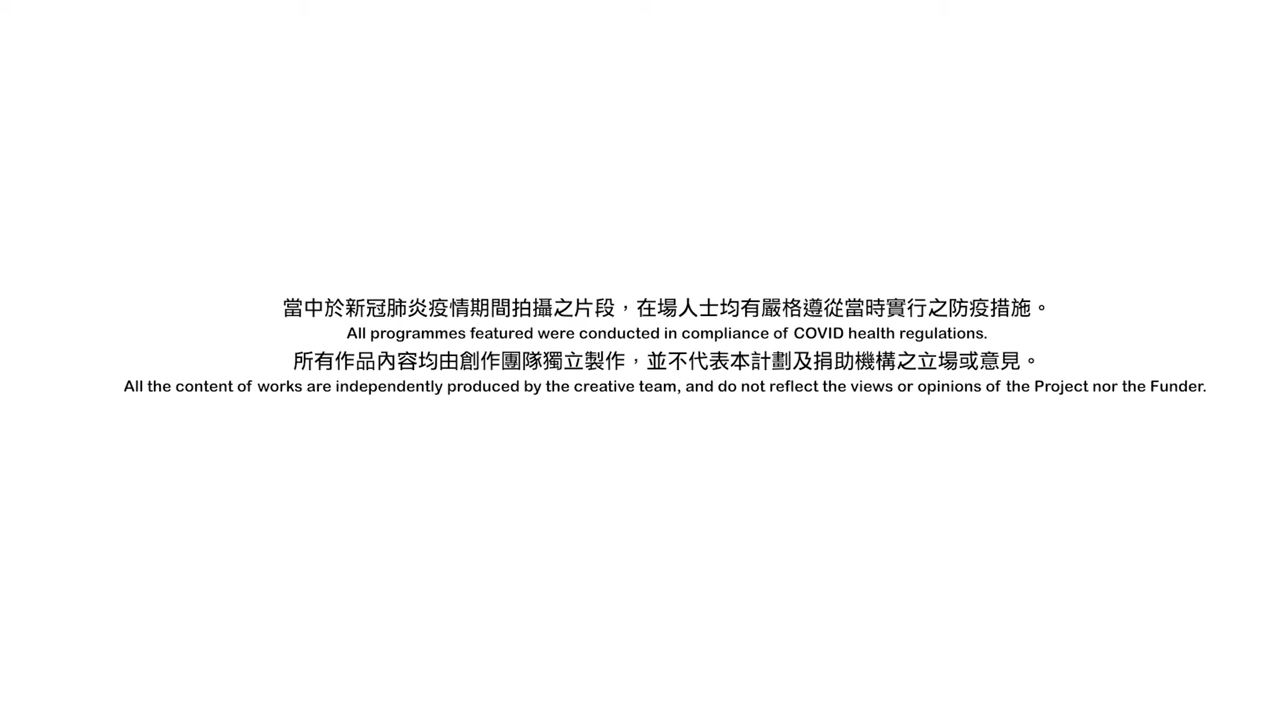 當中於新冠肺炎疫情期間拍攝之片段，在場人士均有嚴格遵從當時實行之防疫措施。
All programmes featured were conducted in compliance of COVID health regulations.
所有作品內容均由創作團隊獨立製作，並不代表本計劃及捐助機構之立場或意見。
All the content of works are independently produced by the creative team, and do not reflect the views or opinions of the Project nor the Funder.